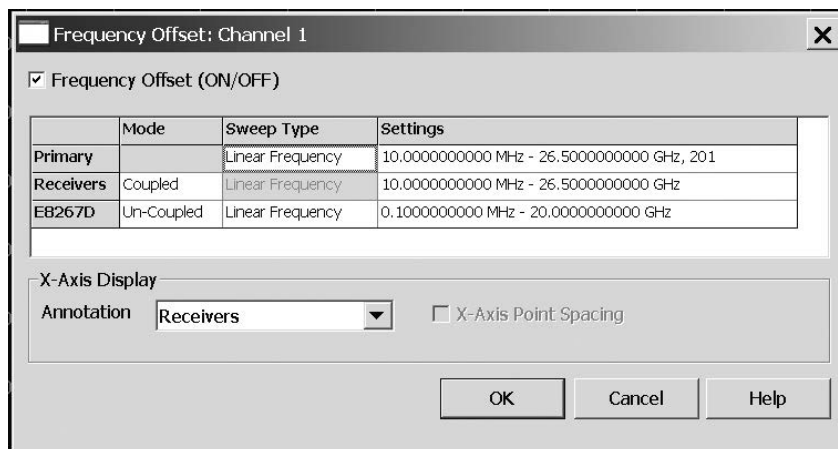 Frequency Offset: Channel 1
Frequency Offset (ON/OFF)
Mode Sweep Type Settings
Primary Linear Frequency 10.0000000000 MHz - 26.5000000000 GHz, 201
Receivers Coupled Linear Frequency 10.0000000000 MHz - 26.5000000000 GHz
E8267D Un-Coupled Linear Frequency 0.1000000000 MHz - 20.0000000000 GHz
X-Axis Display
Annotation Receivers X-Axis Point Spacing
OK Cancel Help